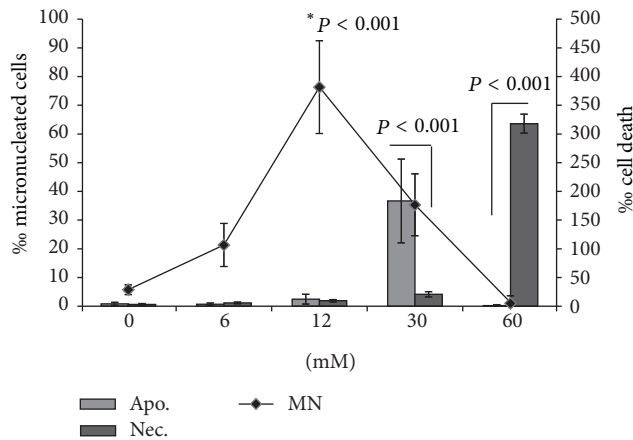 100
90
80
70
60
50
40
30
20
10
0
‰ micronucleated cells
* P < 0.001
P < 0.001
P < 0.001
500
450
400
350
300
250
200
150
100
50
0
‰ cell death
0 6 12 30 60
(mM)
Apo.
Nec.
MN